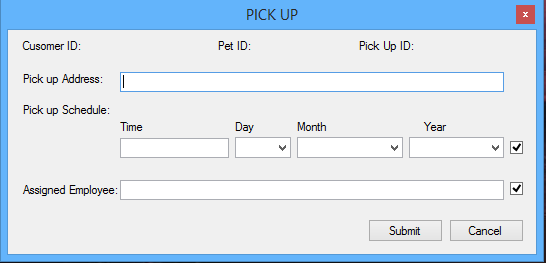 PICK UP
x
Cusomer ID: Pet ID: Pick Up ID:
Pick up Address:
Pick up Schedule:
Time Day Month Year
Assigned Employee:
Submit Cancel